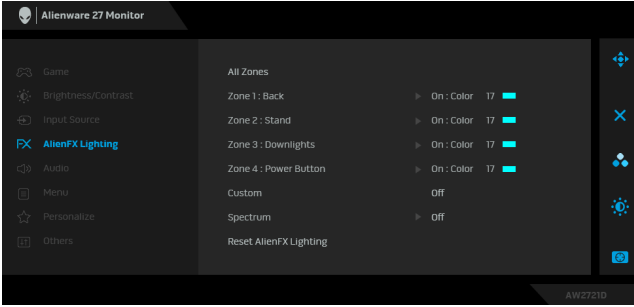 Alienware 27 Monitor
Game
Brightness/Contrast
Input Source
FX AlienFX Lighting
Audio
Menu
Personalize
Others
All Zones
Zone 1 : Back On : Color 17
Zone 2 : Stand On : Color 17
Zone 3 : Downlights On : Color 17
Zone 4 : Power Button On : Color 17
Custom Off
Spectrum Off
Reset AlienFX Lighting
AW2721D